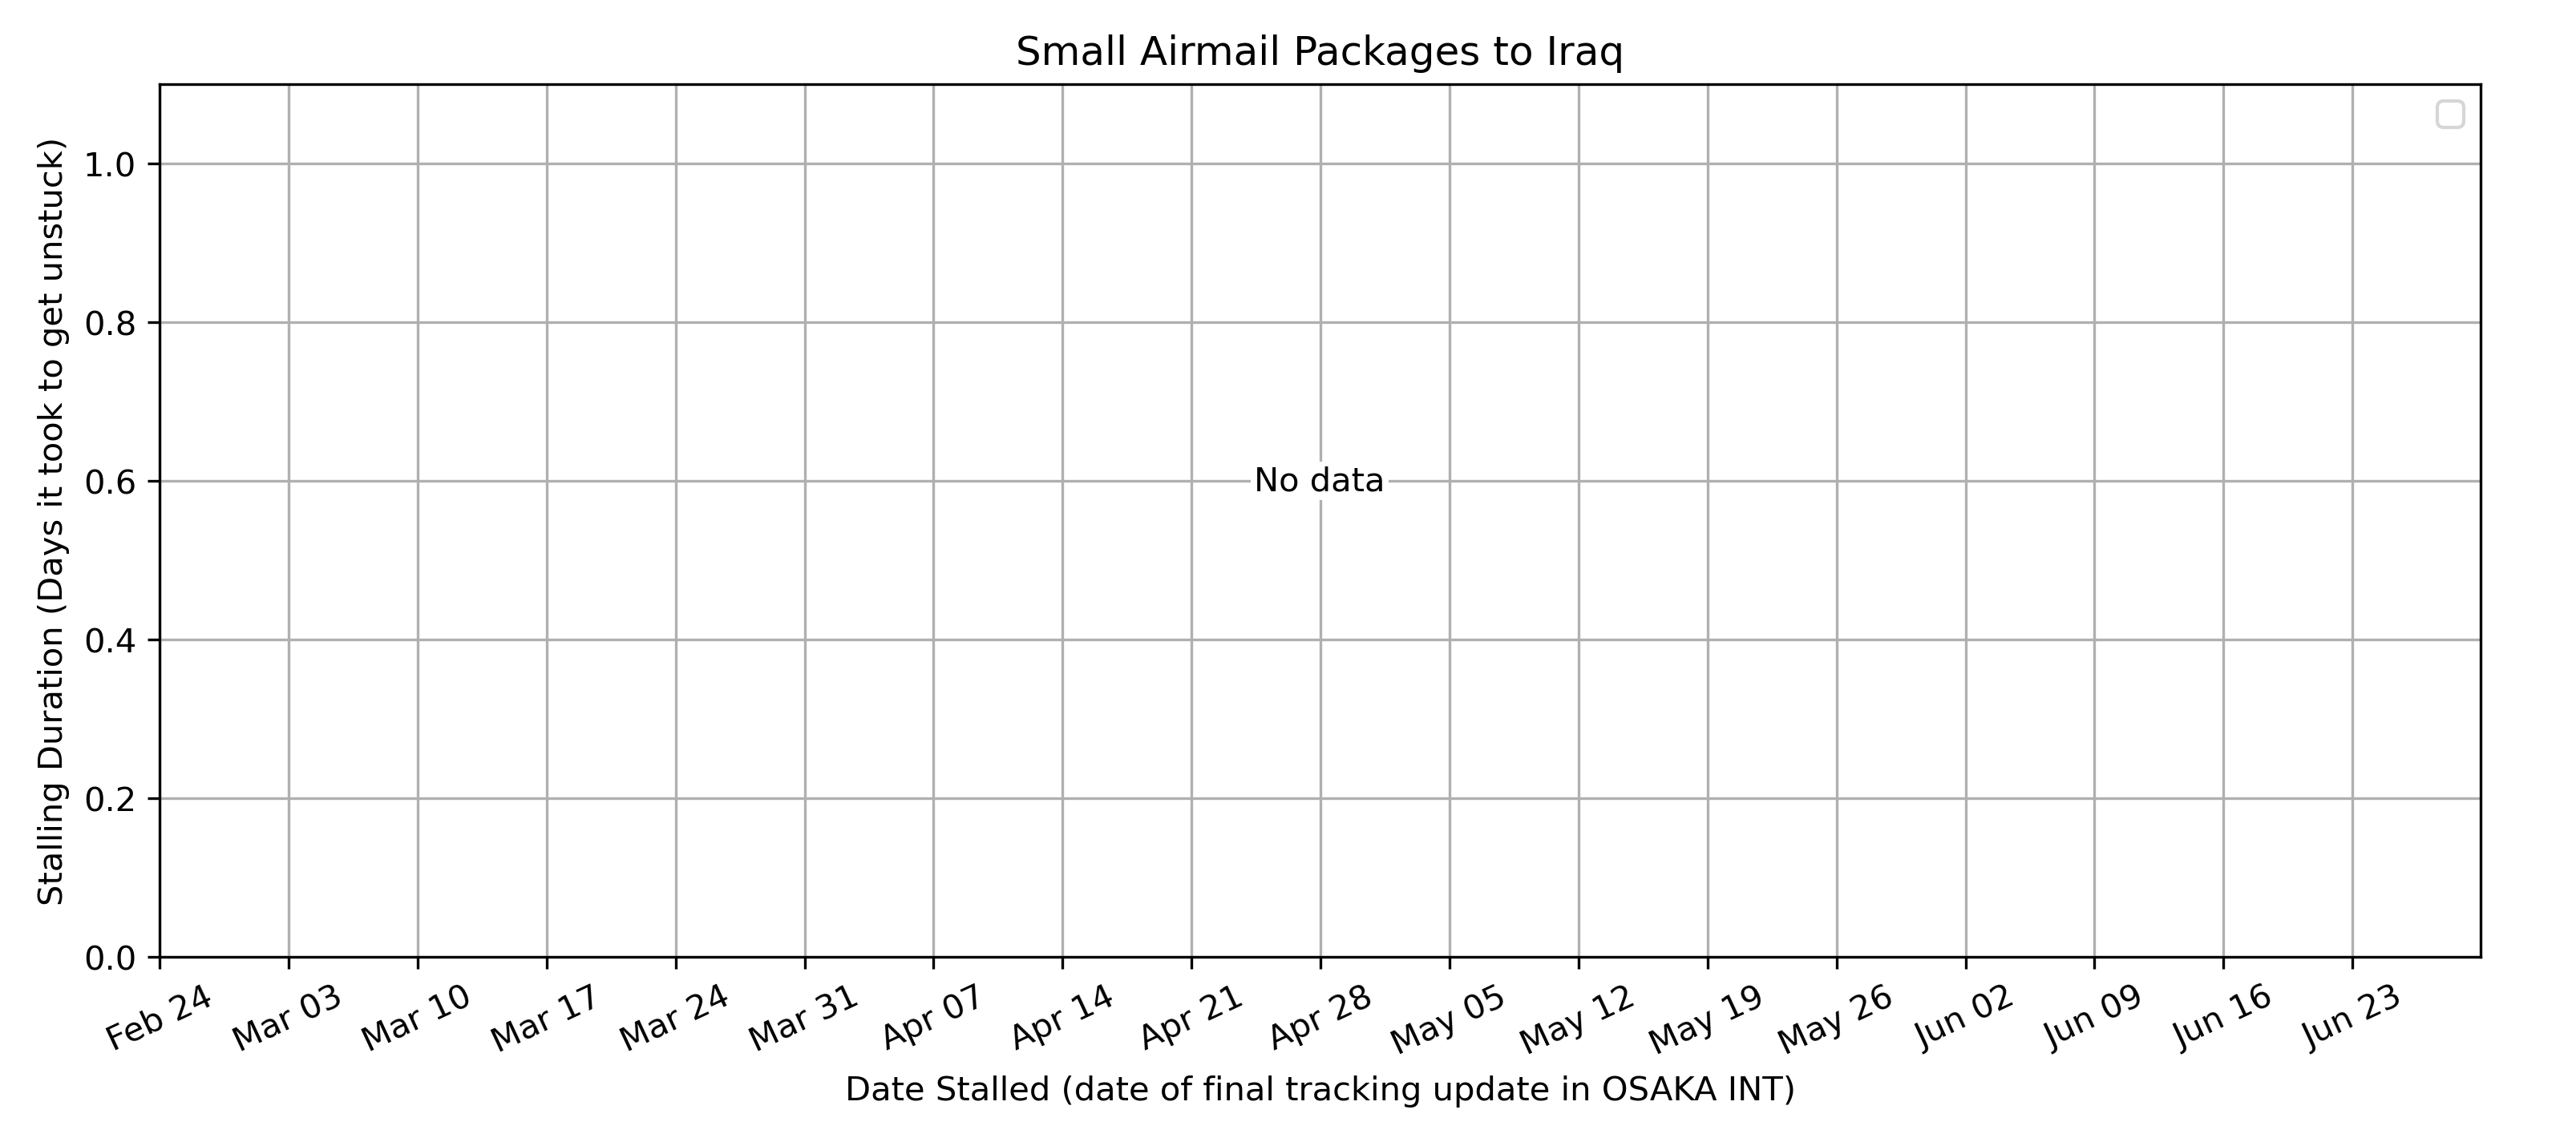 Small Airmail Packages to Iraq
Stalling Duration (Days it took to get unstuck)
1.0
0.8
0.6
0.4
0.2
0.0
No data
Feb 24
Mar 03
Mar 10
Mar 17
Mar 24
Mar 31
Apr 07
Apr 14
Apr 21
Apr 28
May 05
May 12
May 19
May 26
Jun 02
Jun 09
Jun 16
Jun 23
Date Stalled (date of final tracking update in OSAKA INT)